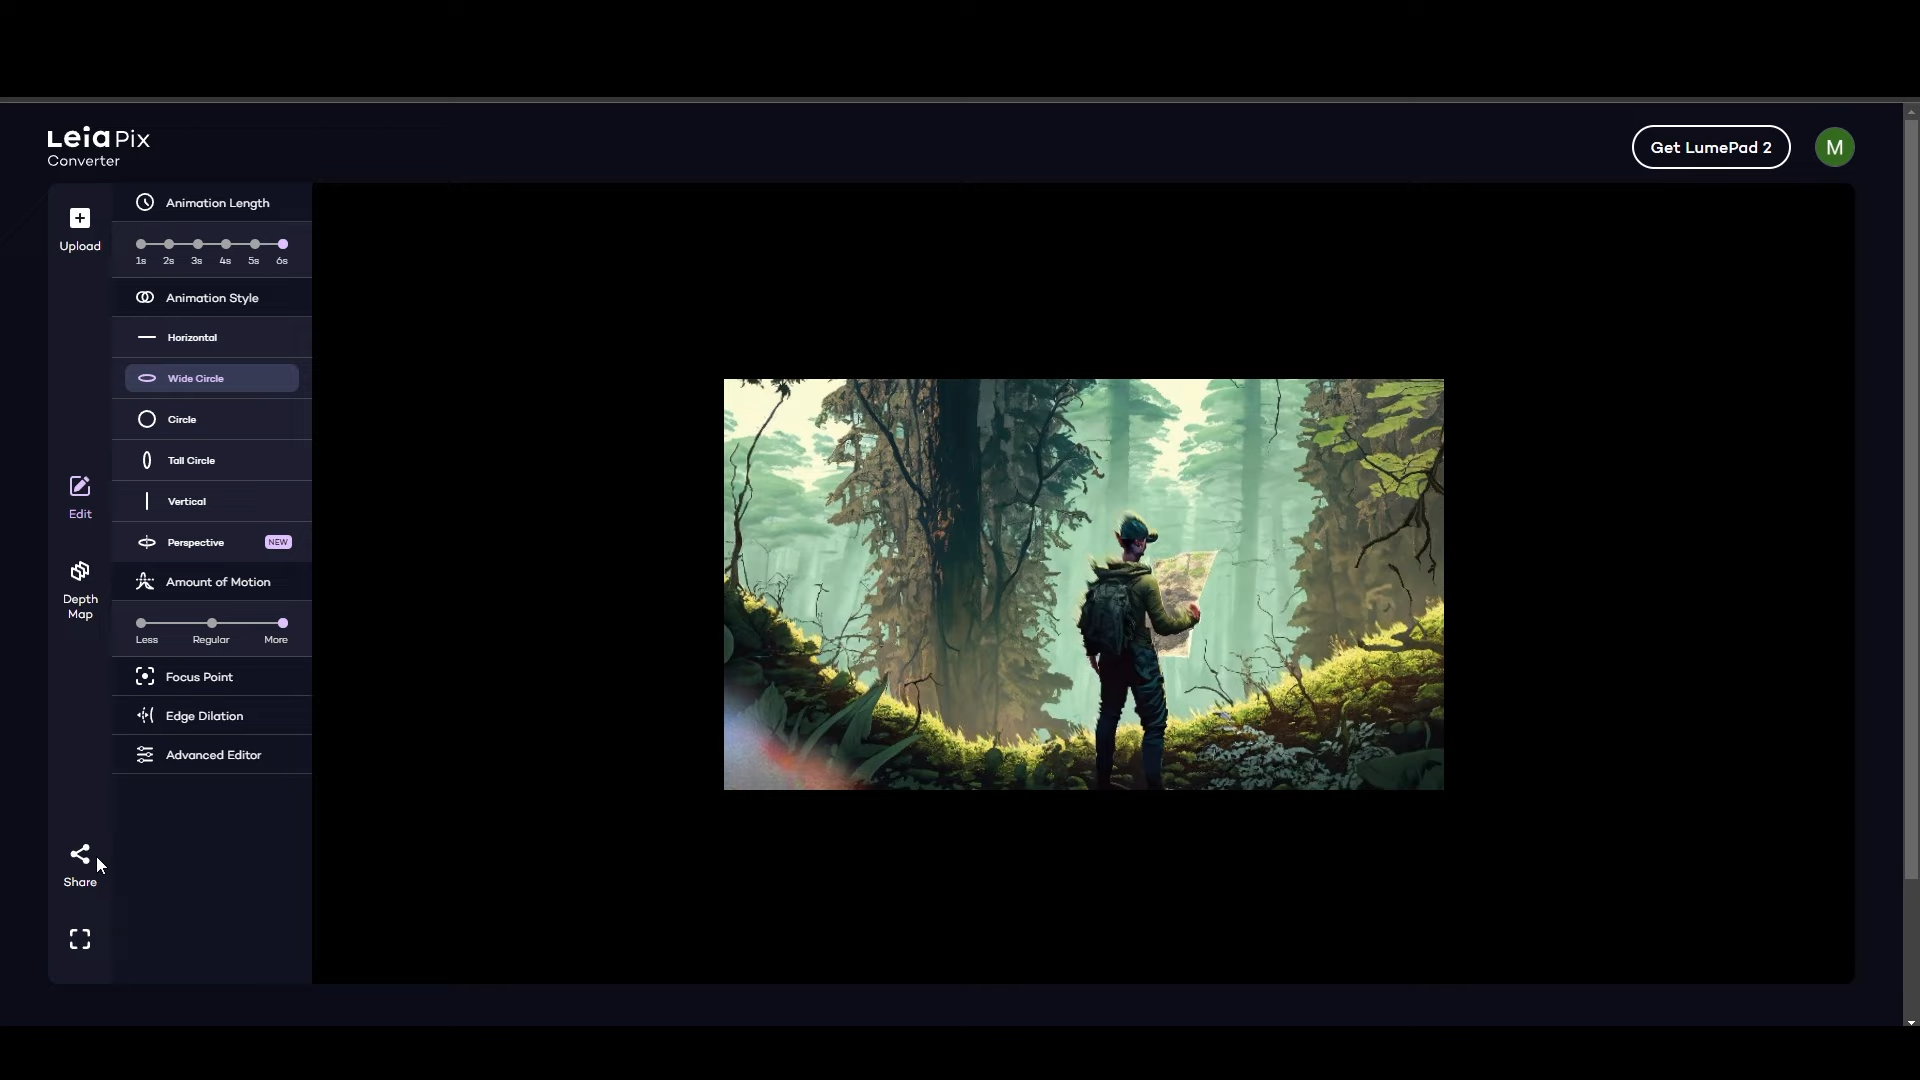 Leia Pix
Converter
Get LumePad 2
M
Upload
Animation Length
1s 2s 3s 4s 5s 6s
Animation Style
Horizontal
Wide Circle
Circle
Tall Circle
Vertical
Edit
Perspective NEW
Depth
Map
Amount of Motion
Less Regular More
Focus Point
Edge Dilation
Advanced Editor
Share